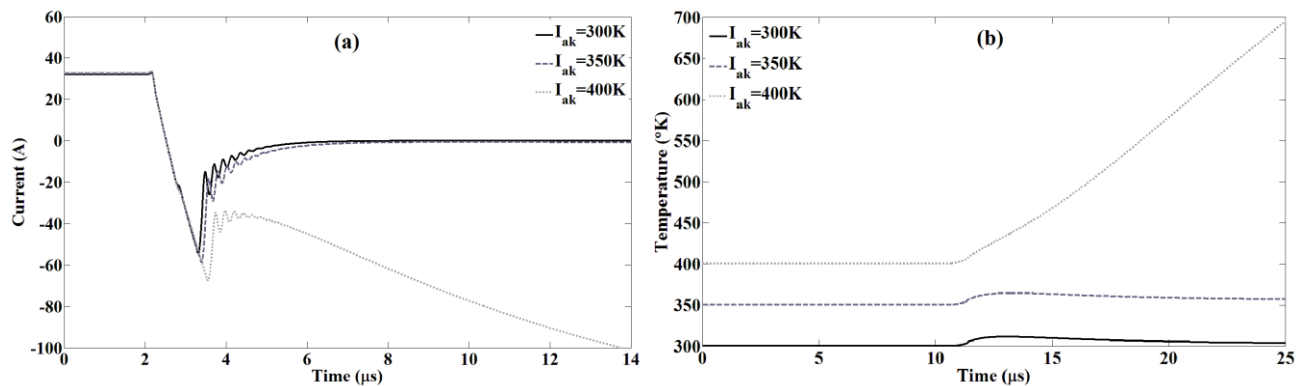 60
40
20
0
-20
-40
-60
-80
-100
Current (A)
(a)
I_ak=300K
I_ak=350K
I_ak=400K
0 2 4 6 8 10 12 14
Time (μs)
700
650
600
550
500
450
400
350
300
Temperature (°K)
(b)
I_ak=300K
I_ak=350K
I_ak=400K
0 5 10 15 20 25
Time (μs)